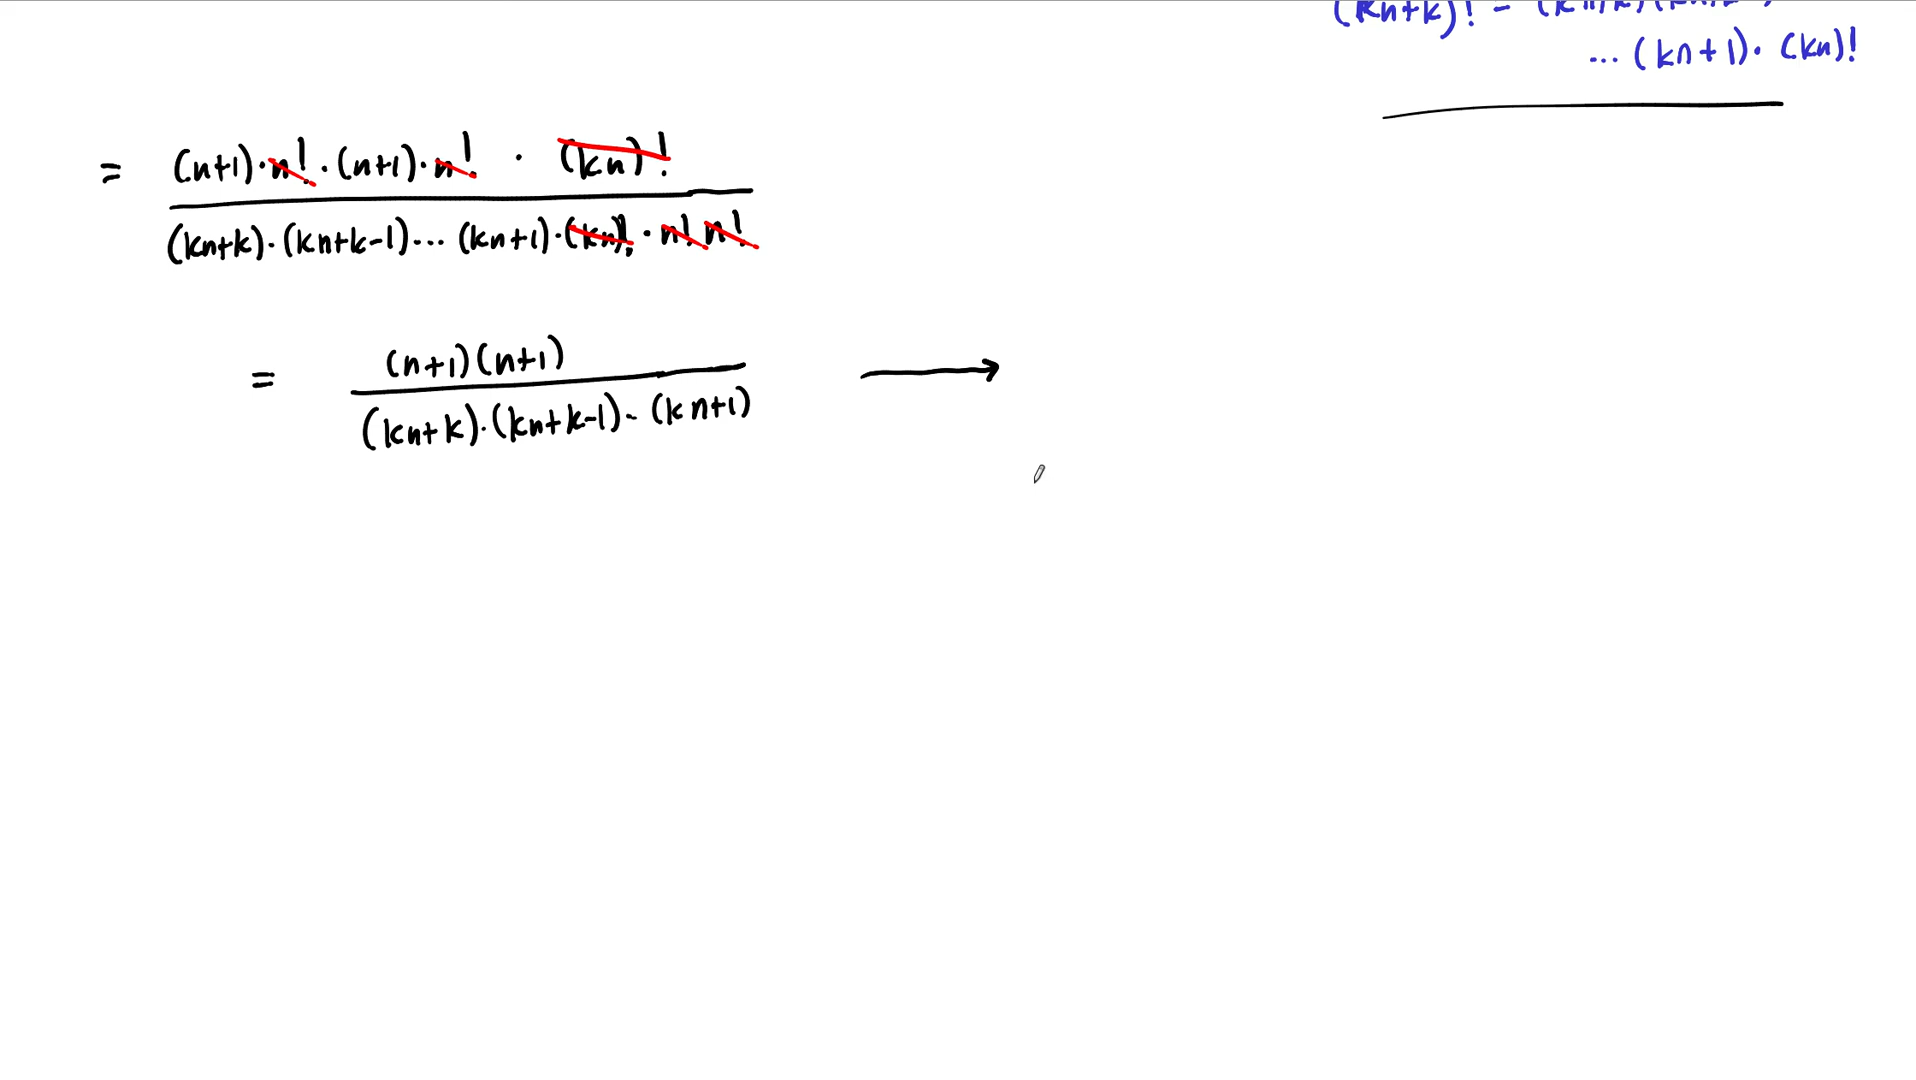 (kn+k)! =
... (kn+1)· (kn)!
= (n+1)·n!·(n+1)·n! · (kn)!
(kn+k)·(kn+k-1)... (kn+1)·(kn)!·n!n!
= (n+1)(n+1) →
(kn+k)·(kn+k-1)-(kn+1)